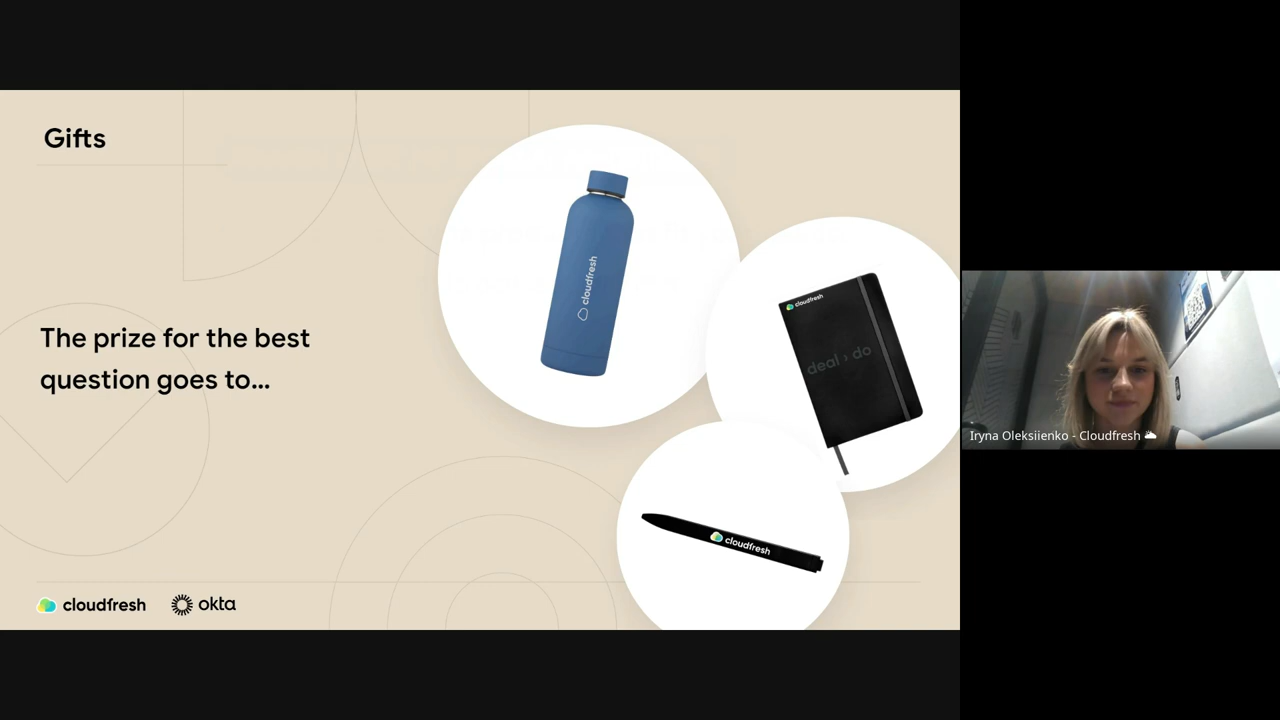 Gifts
The prize for the best
question goes to...
cloudfresh
cloudfresh
deal › do
cloudfresh
cloudfresh
okta
Iryna Oleksiienko - Cloudfresh